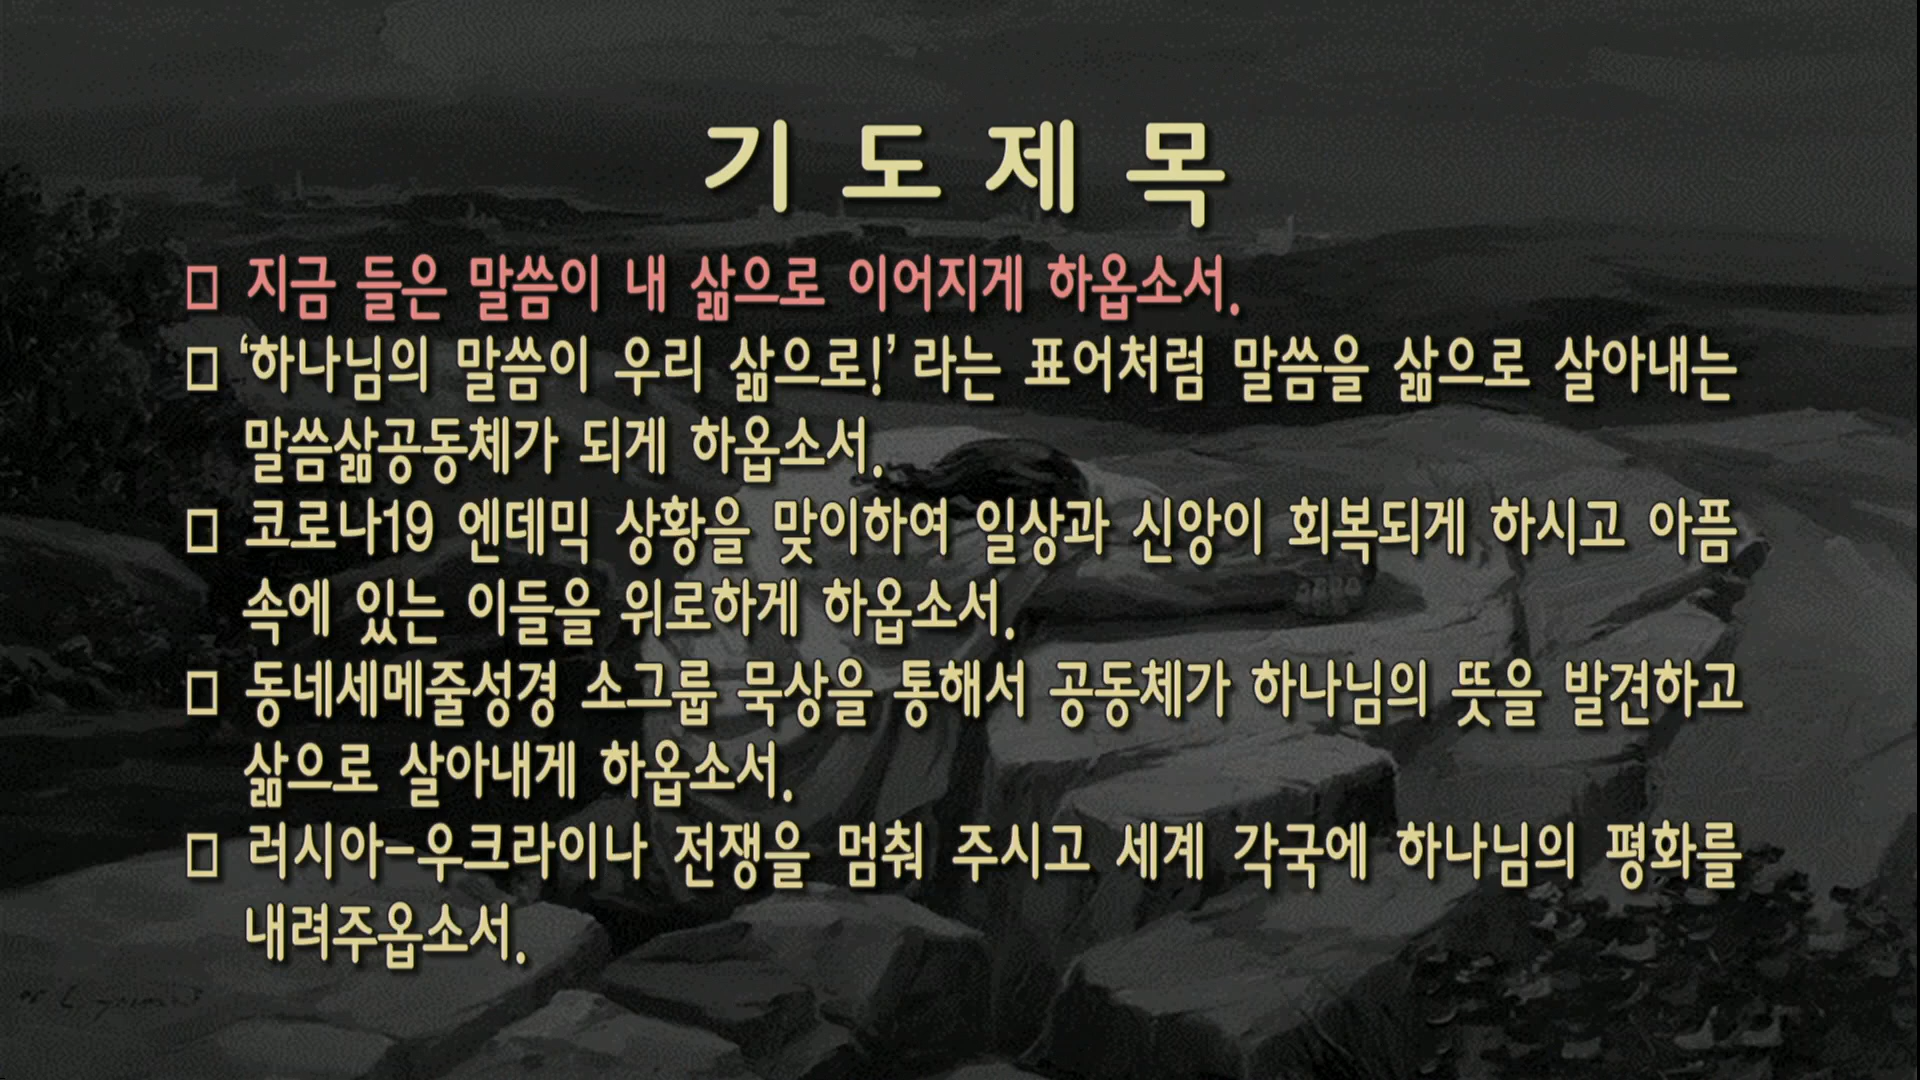 기도제목
□ 지금 들은 말씀이 내 삶으로 이어지게 하옵소서.
□ ‘하나님의 말씀이 우리 삶으로!’ 라는 표어처럼 말씀을 삶으로 살아내는
말씀삶공동체가 되게 하옵소서.
□ 코로나19 엔데믹 상황을 맞이하여 일상과 신앙이 회복되게 하시고 아픔
속에 있는 이들을 위로하게 하옵소서.
□ 동네세메줄성경 소그룹 묵상을 통해서 공동체가 하나님의 뜻을 발견하고
삶으로 살아내게 하옵소서.
□ 러시아-우크라이나 전쟁을 멈춰 주시고 세계 각국에 하나님의 평화를
내려주옵소서.